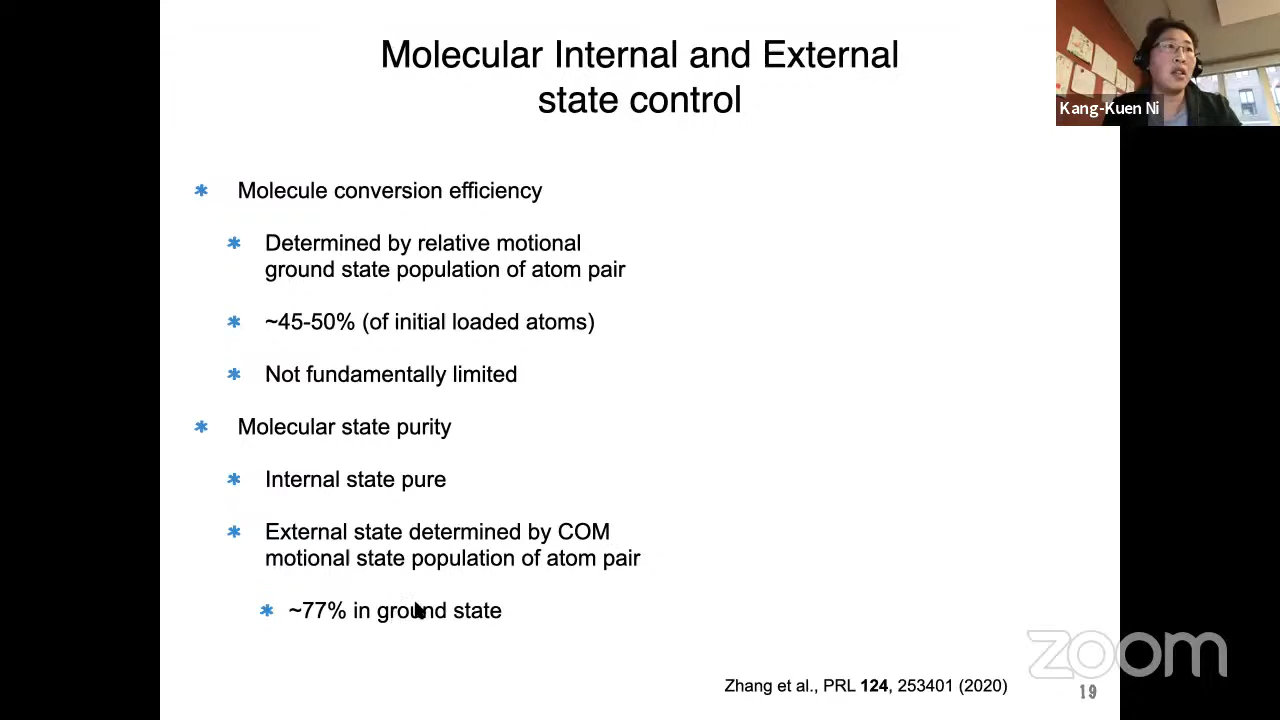 Molecular Internal and External
state control
Kang-Kuen Ni
* Molecule conversion efficiency
* Determined by relative motional
ground state population of atom pair
* ~45-50% (of initial loaded atoms)
* Not fundamentally limited
* Molecular state purity
* Internal state pure
* External state determined by COM
motional state population of atom pair
* ~77% in ground state
zoom
Zhang et al., PRL 124, 253401 (2020)
19